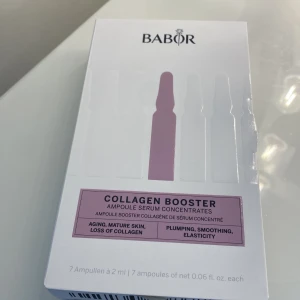 BABOR
COLLAGEN BOOSTER
AMPOULE SERUM CONCENTRATES
AMPOULE BOOSTER COLLAGÈNE DE SÉRUM CONCENTRÉ
AGING, MATURE SKIN,
LOSS OF COLLAGEN
PLUMPING, SMOOTHING,
ELASTICITY
7 Ampullen à 2 ml | 7 ampoules of net 0.06 fl. oz. each